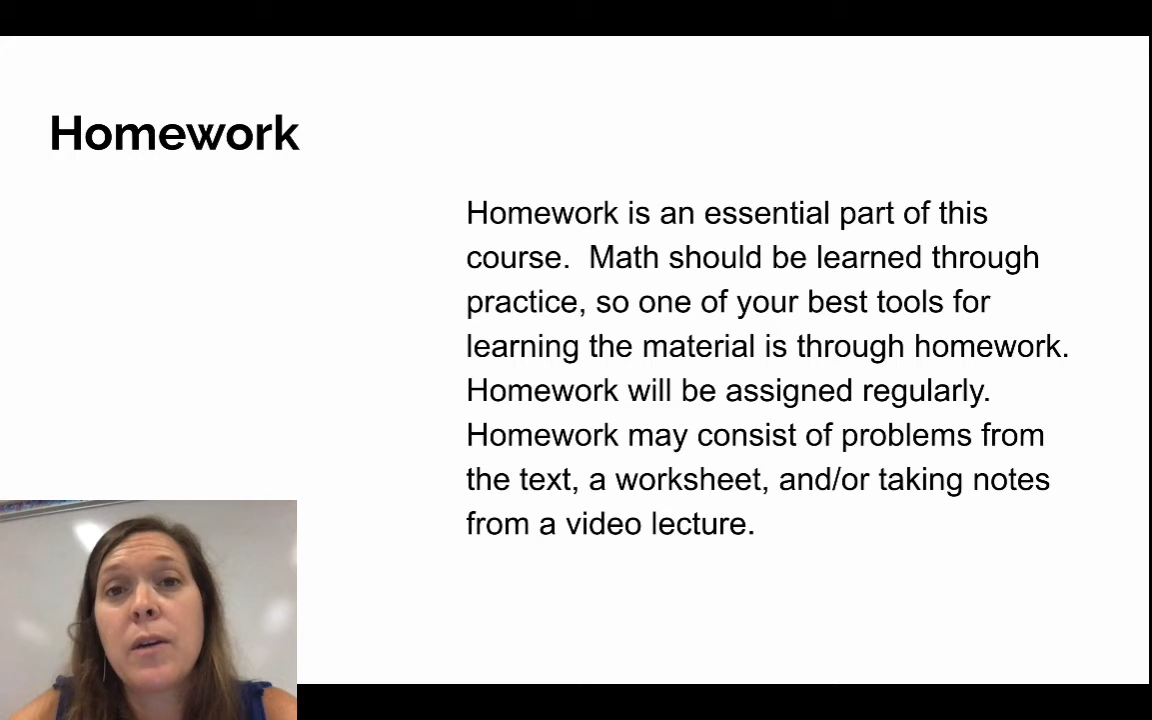 Homework
Homework is an essential part of this
course.  Math should be learned through
practice, so one of your best tools for
learning the material is through homework.
Homework will be assigned regularly.
Homework may consist of problems from
the text, a worksheet, and/or taking notes
from a video lecture.